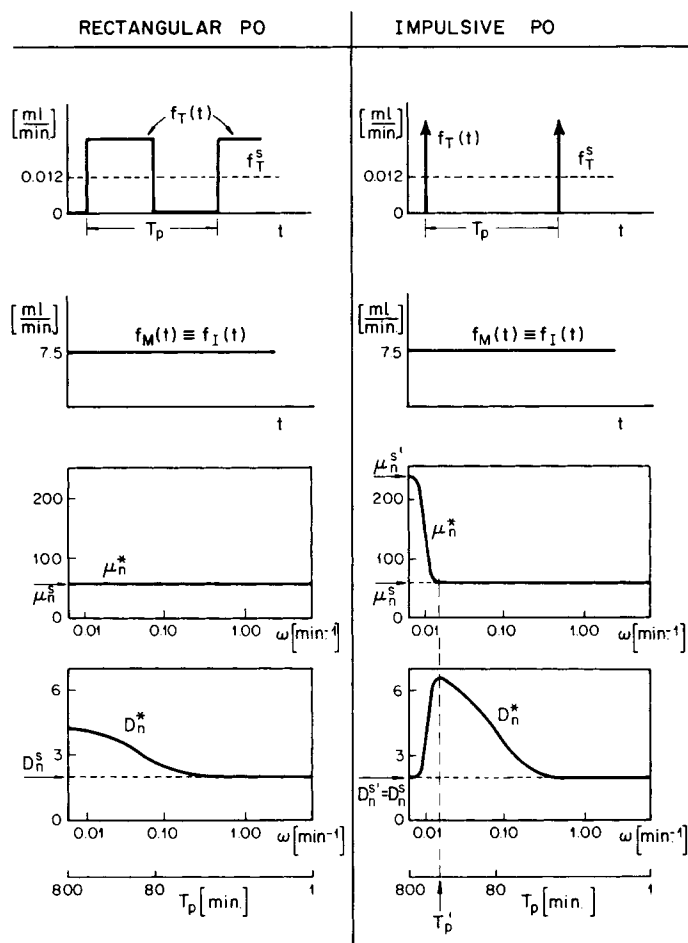 RECTANGULAR PO
IMPULSIVE PO
[ml/min]
f_T(t)
f_T^s
0.012
0
T_p
t
[ml/min]
f_T(t)
f_T^s
0.012
0
T_p
t
[ml/min]
f_M(t) ≡ f_I(t)
7.5
t
[ml/min]
f_M(t) ≡ f_I(t)
7.5
t
200
μ_n^*
100
μ_n^s
0
0.01 0.10 1.00 ω[min⁻¹]
μ_n^s'
200
μ_n^*
100
μ_n^s
0
0.01 0.10 1.00 ω[min⁻¹]
6
D_n^*
3
D_n^s
0
0.01 0.10 1.00 ω[min⁻¹]
6
D_n^*
3
D_n^s'=D_n^s
0
0.01 0.10 1.00 ω[min⁻¹]
800 80 1
T_p[min.]
800 80 1
T_p' T_p[min.]